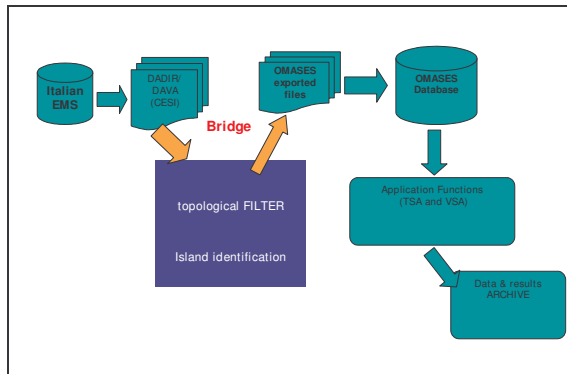 Italian
EMS
DADIR/
DAVA
(CESI)
Bridge
OMASES
exported
files
OMASES
Database
topological FILTER
Island identification
Application Functions
(TSA and VSA)
Data & results
ARCHIVE